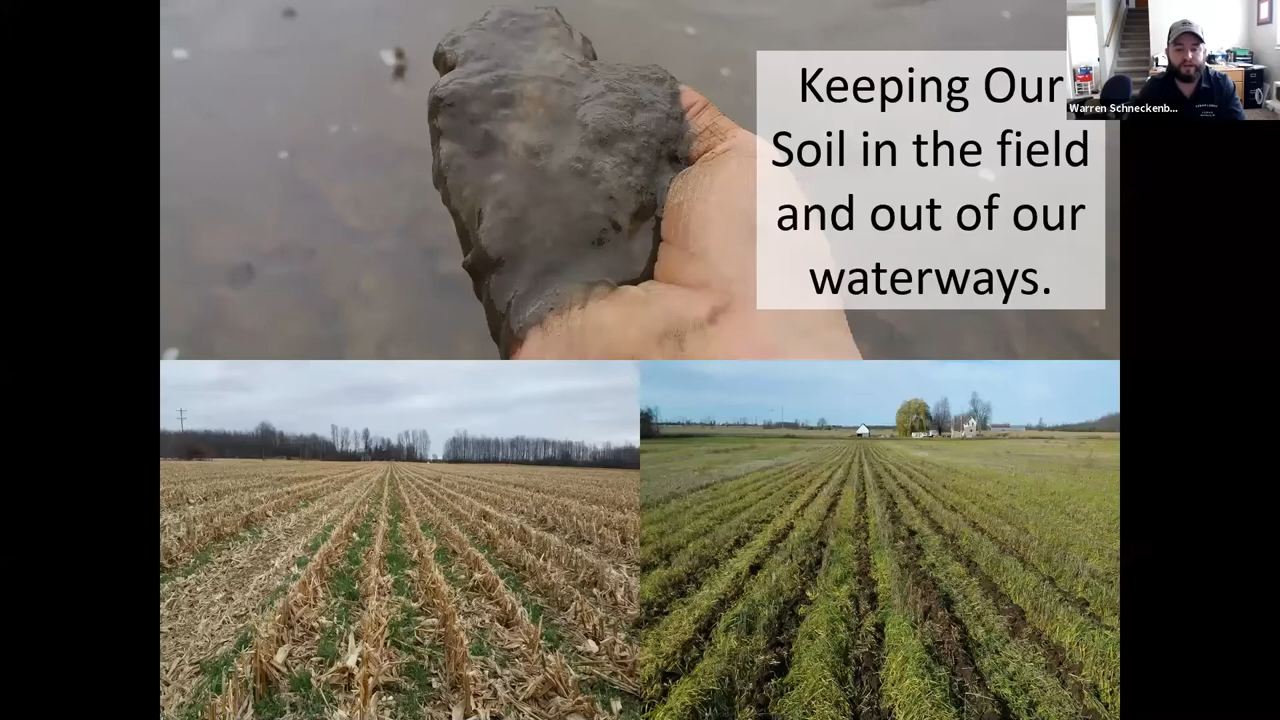 Keeping Our
Soil in the field
and out of our
waterways.
Warren Schneckenb...